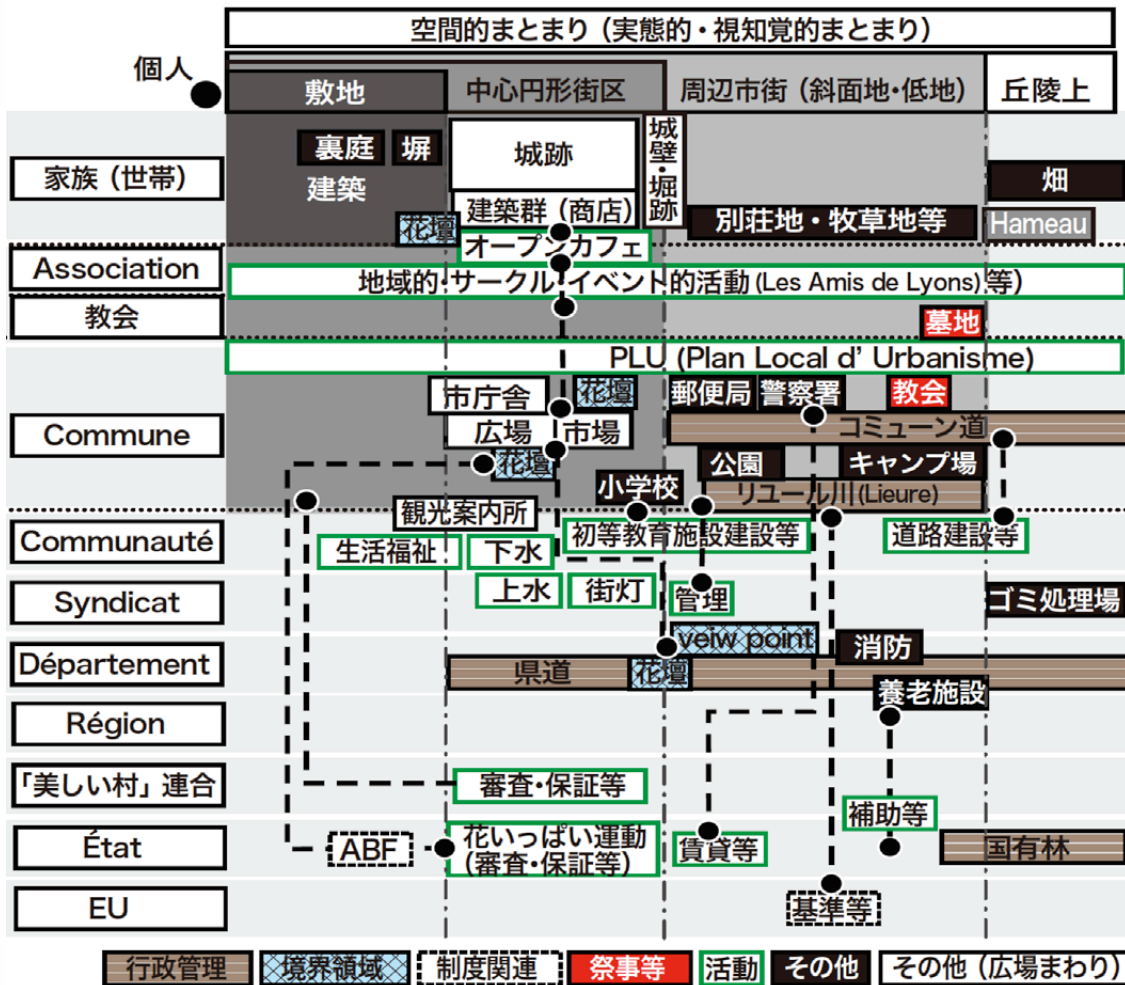 空間的まとまり（実態的・視知覚的まとまり）
個人
敷地
中心円形街区
周辺市街（斜面地・低地）
丘陵上
家族（世帯）
裏庭
塀
建築
花壇
城跡
建築群（商店）
オープンカフェ
城壁・堀跡
別荘地・牧草地等
畑
Hameau
Association
地域的・サークル・イベント的活動(Les Amis de Lyons)等）
教会
墓地
PLU (Plan Local d’ Urbanisme)
Commune
市庁舎
花壇
郵便局
警察署
教会
広場
市場
コミューン道
花壇
公園
キャンプ場
小学校
リユール川(Lieure)
観光案内所
Communauté
生活福祉
下水
初等教育施設建設等
道路建設等
Syndicat
上水
街灯
管理
ゴミ処理場
veiw point
消防
Département
県道
花壇
養老施設
Région
「美しい村」連合
審査・保証等
補助等
État
ABF
花いっぱい運動
（審査・保証等）
賃貸等
国有林
EU
基準等
行政管理
境界領域
制度関連
祭事等
活動
その他
その他（広場まわり）